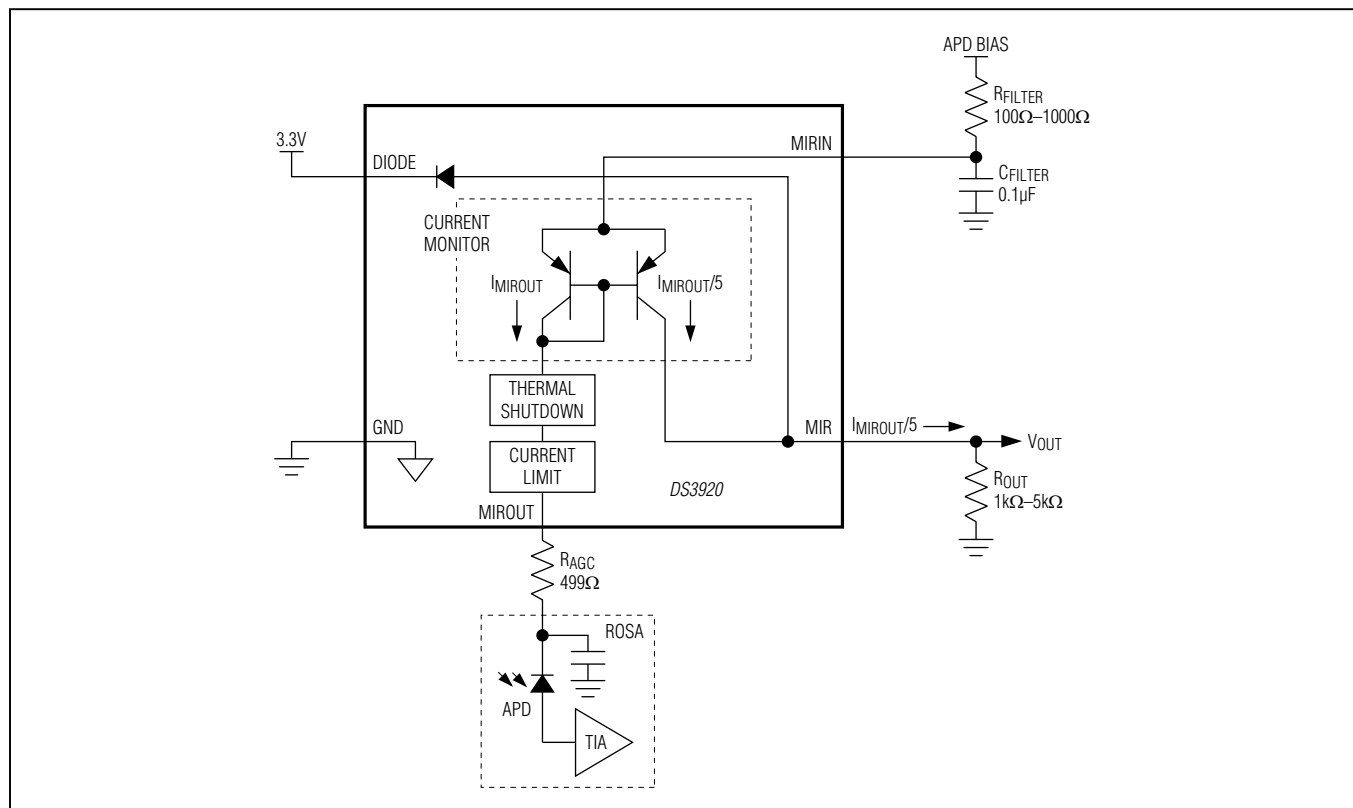 APD BIAS
RFILTER
100Ω–1000Ω
3.3V
MIRIN
DIODE
CFILTER
0.1µF
CURRENT
MONITOR
IMIROUT
IMIROUT/5
THERMAL
SHUTDOWN
GND
MIR
IMIROUT/5
VOUT
CURRENT
LIMIT
DS3920
ROUT
1kΩ–5kΩ
MIROUT
RAGC
499Ω
ROSA
APD
TIA